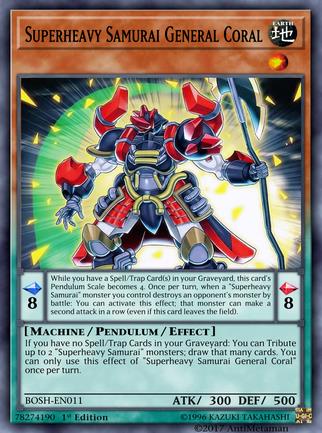 Superheavy Samurai General Coral
EARTH
地
While you have a Spell/Trap Card(s) in your Graveyard, this card's
Pendulum Scale becomes 4. Once per turn, when a "Superheavy
Samurai" monster you control destroys an opponent's monster by
battle: You can activate this effect; that monster can make a
second attack in a row (even if this card leaves the field).
8
8
[Machine / Pendulum / Effect]
If you have no Spell/Trap Cards in your Graveyard: You can Tribute
up to 2 "Superheavy Samurai" monsters; draw that many cards. You
can only use this effect of "Superheavy Samurai General Coral"
once per turn.
BOSH-EN011
ATK/ 300 DEF/ 500
78274190
1st Edition
©1996 KAZUKI TAKAHASHI
©2017 AntiMetaman